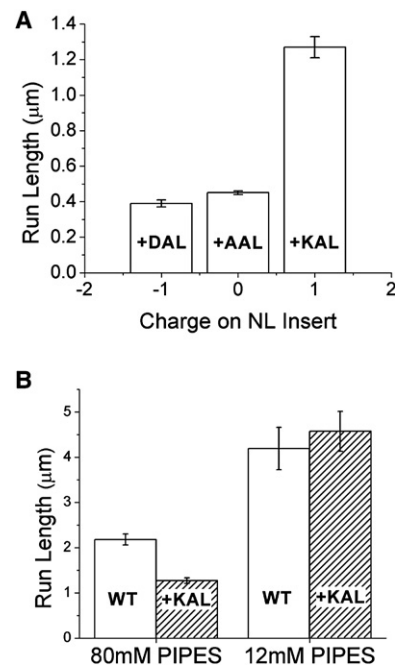 A
Run Length (μm)
1.4
1.2
1.0
0.8
0.6
0.4
0.2
0.0
+DAL
+AAL
+KAL
-2
-1
0
1
2
Charge on NL Insert
B
Run Length (μm)
5
4
3
2
1
0
WT
+KAL
WT
+KAL
80mM PIPES
12mM PIPES